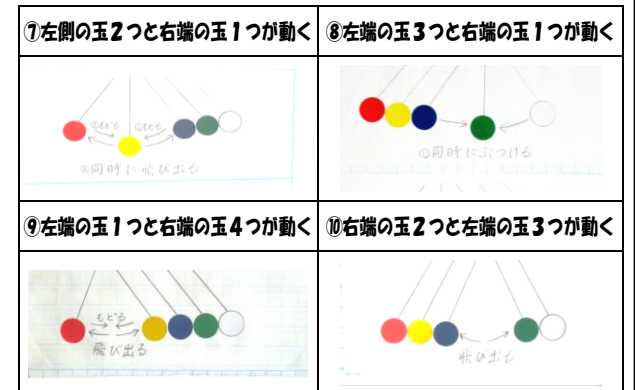 ⑦左側の玉２つと右端の玉１つが動く
⑧左端の玉３つと右端の玉１つが動く
②もどる
②もどる
①同時に飛び出る
①同時にぶつける
⑨左端の玉１つと右端の玉４つが動く
⑩右端の玉２つと左端の玉３つが動く
もどる
飛び出る
飛び出る